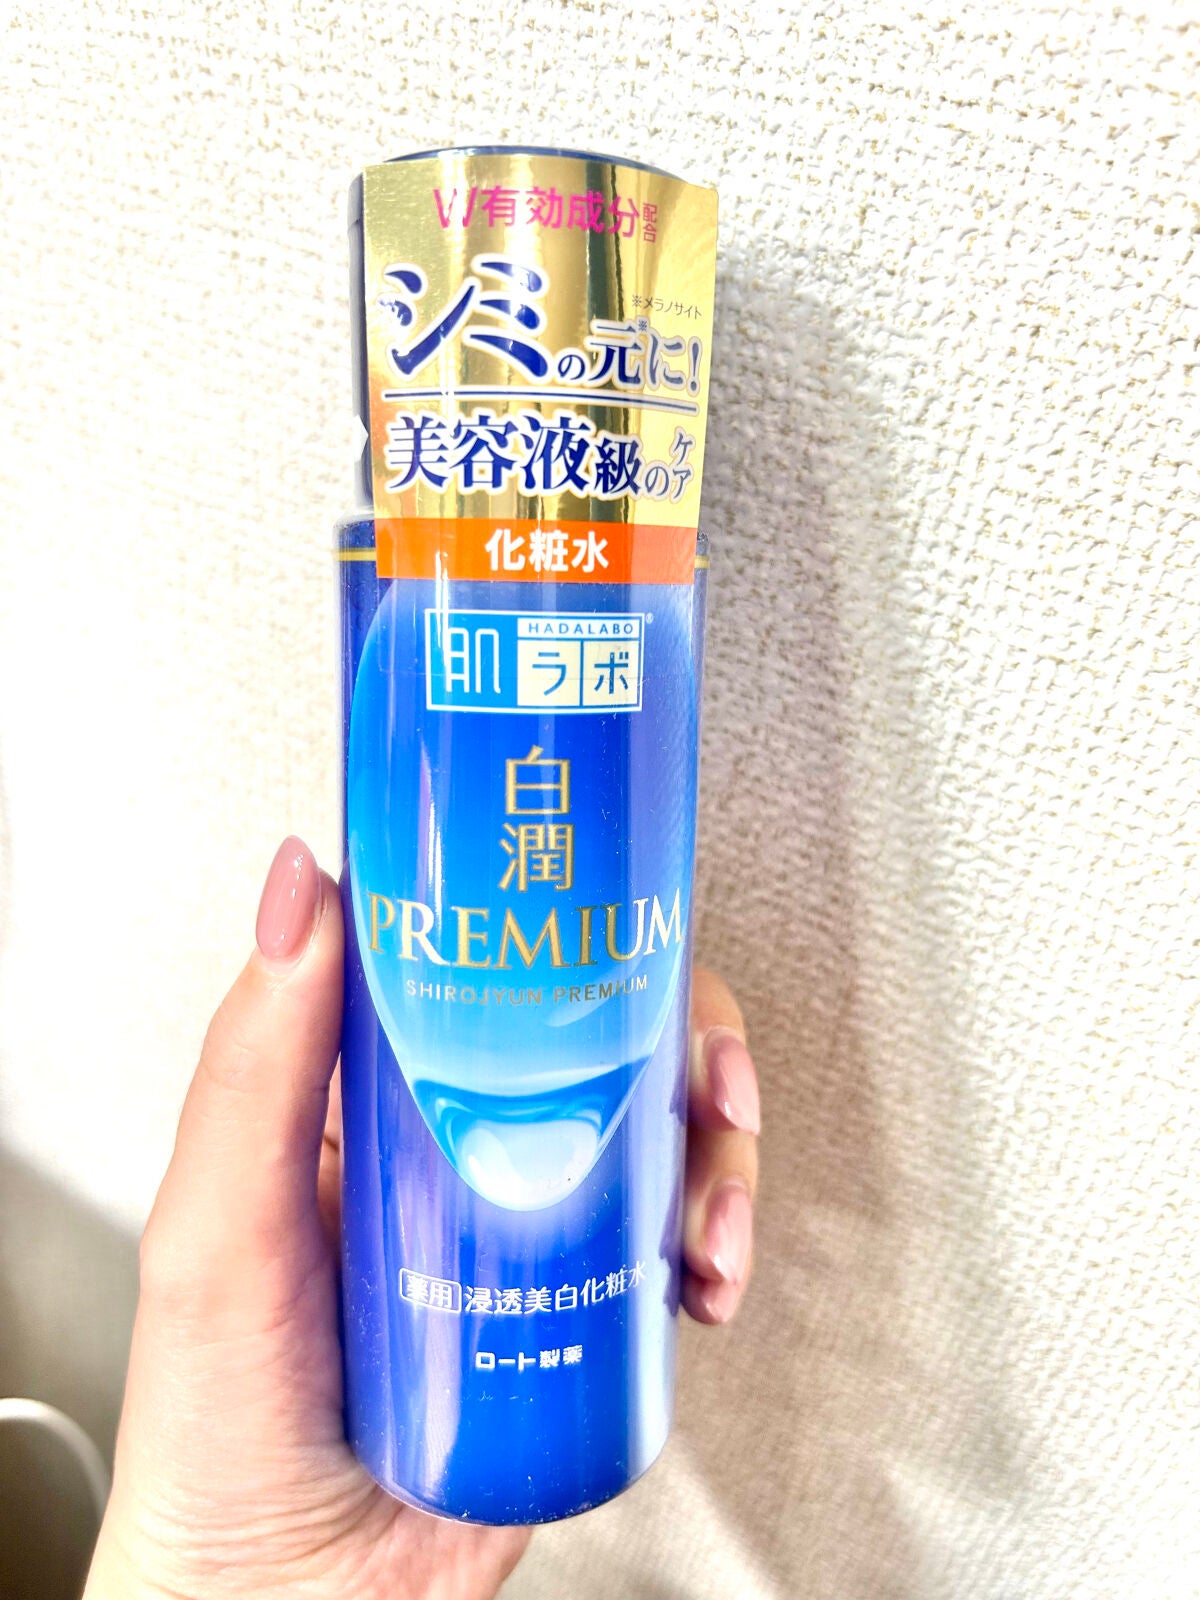 W有効成分配合
※メラノサイト
シミの元※に!
美容液級のケア
化粧水
HADALABO®
肌ラボ
白潤
PREMIUM
SHIROJYUN PREMIUM
薬用 浸透美白化粧水
ロート製薬